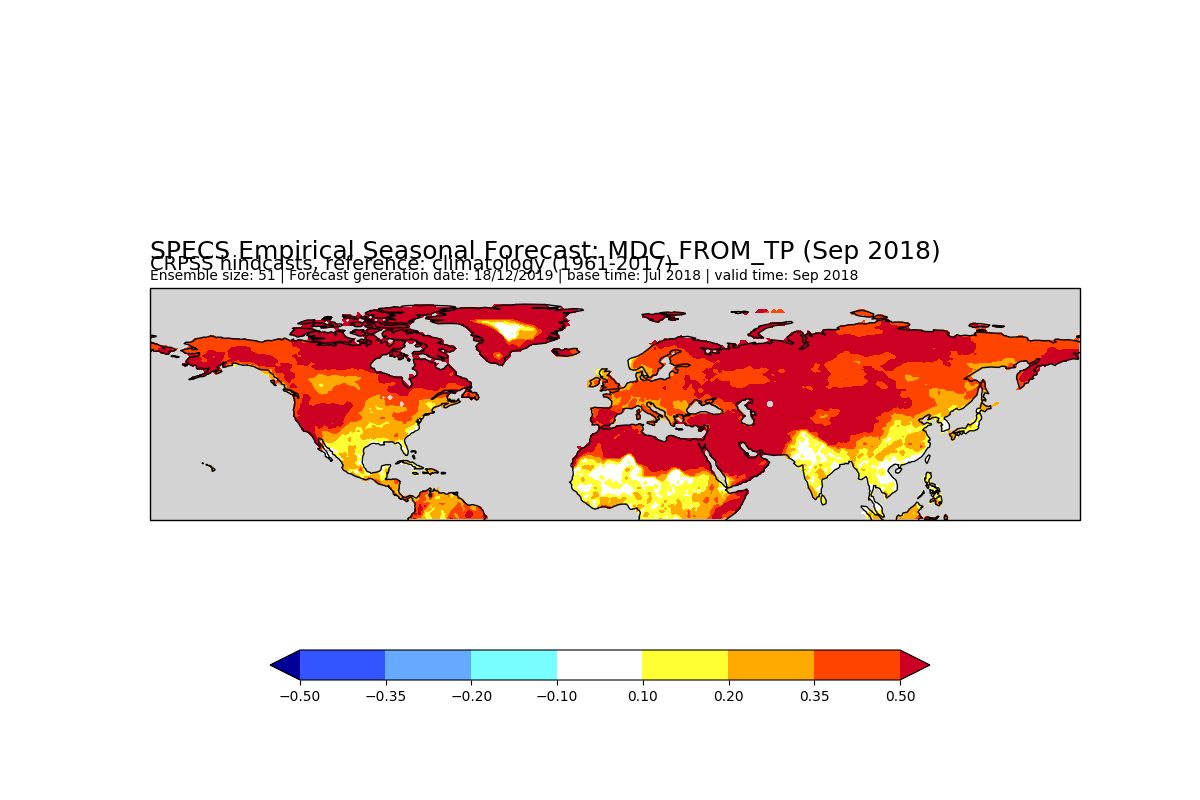 SPECS Empirical Seasonal Forecast: MDC_FROM_TP (Sep 2018)
CRPSS hindcasts, reference: climatology (1961-2017)
Ensemble size: 51 | Forecast generation date: 18/12/2019 | base time: Jul 2018 | valid time: Sep 2018
−0.50 −0.35 −0.20 −0.10 0.10 0.20 0.35 0.50